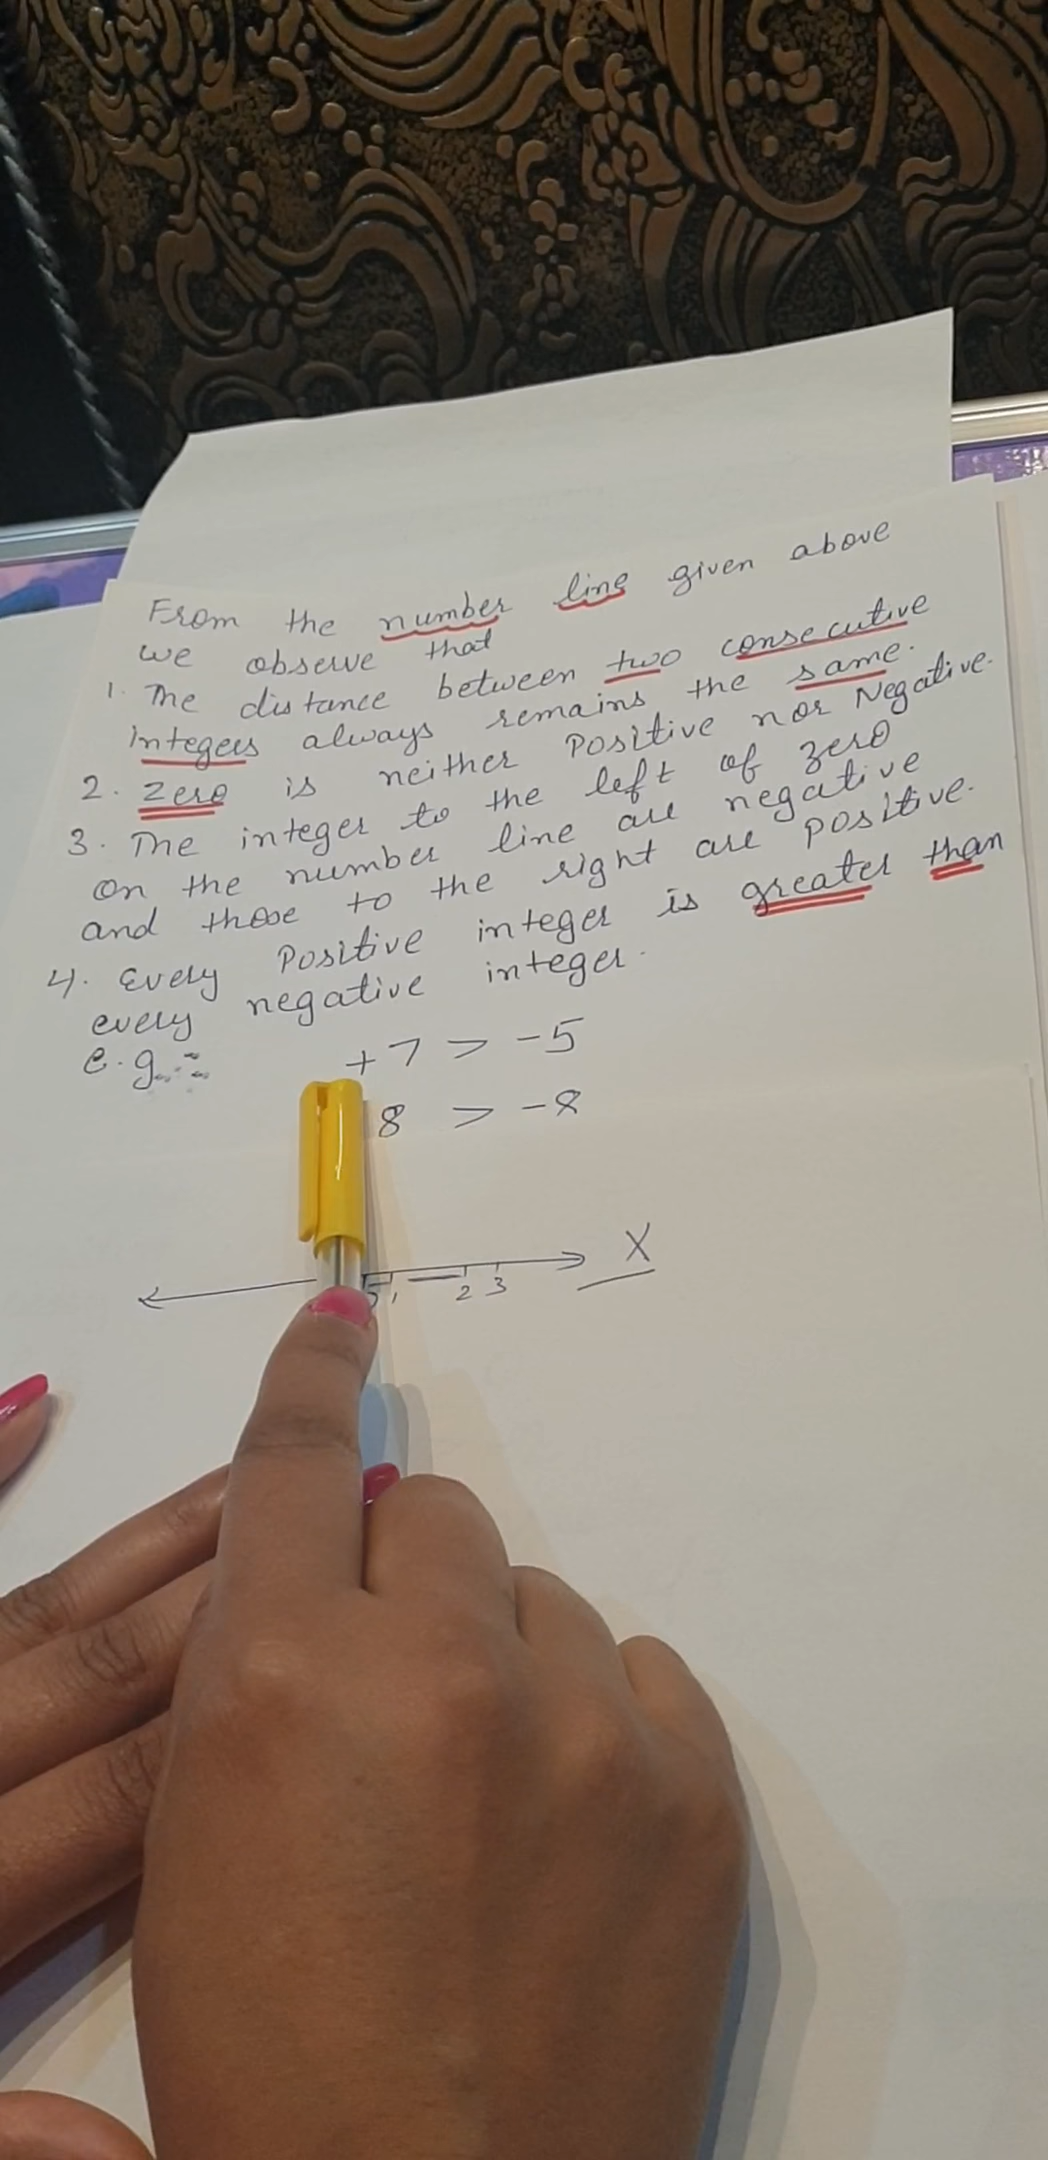 From the number line given above
we observe that
1. The distance between two consecutive
integers always remains the same.
2. Zero is neither Positive nor Negative.
3. The integer to the left of zero
on the number line are negative
and those to the right are positive.
4. Every Positive integer is greater than
every negative integer.
e.g. :- +7 > -5
8 > -8
X
0 1 2 3